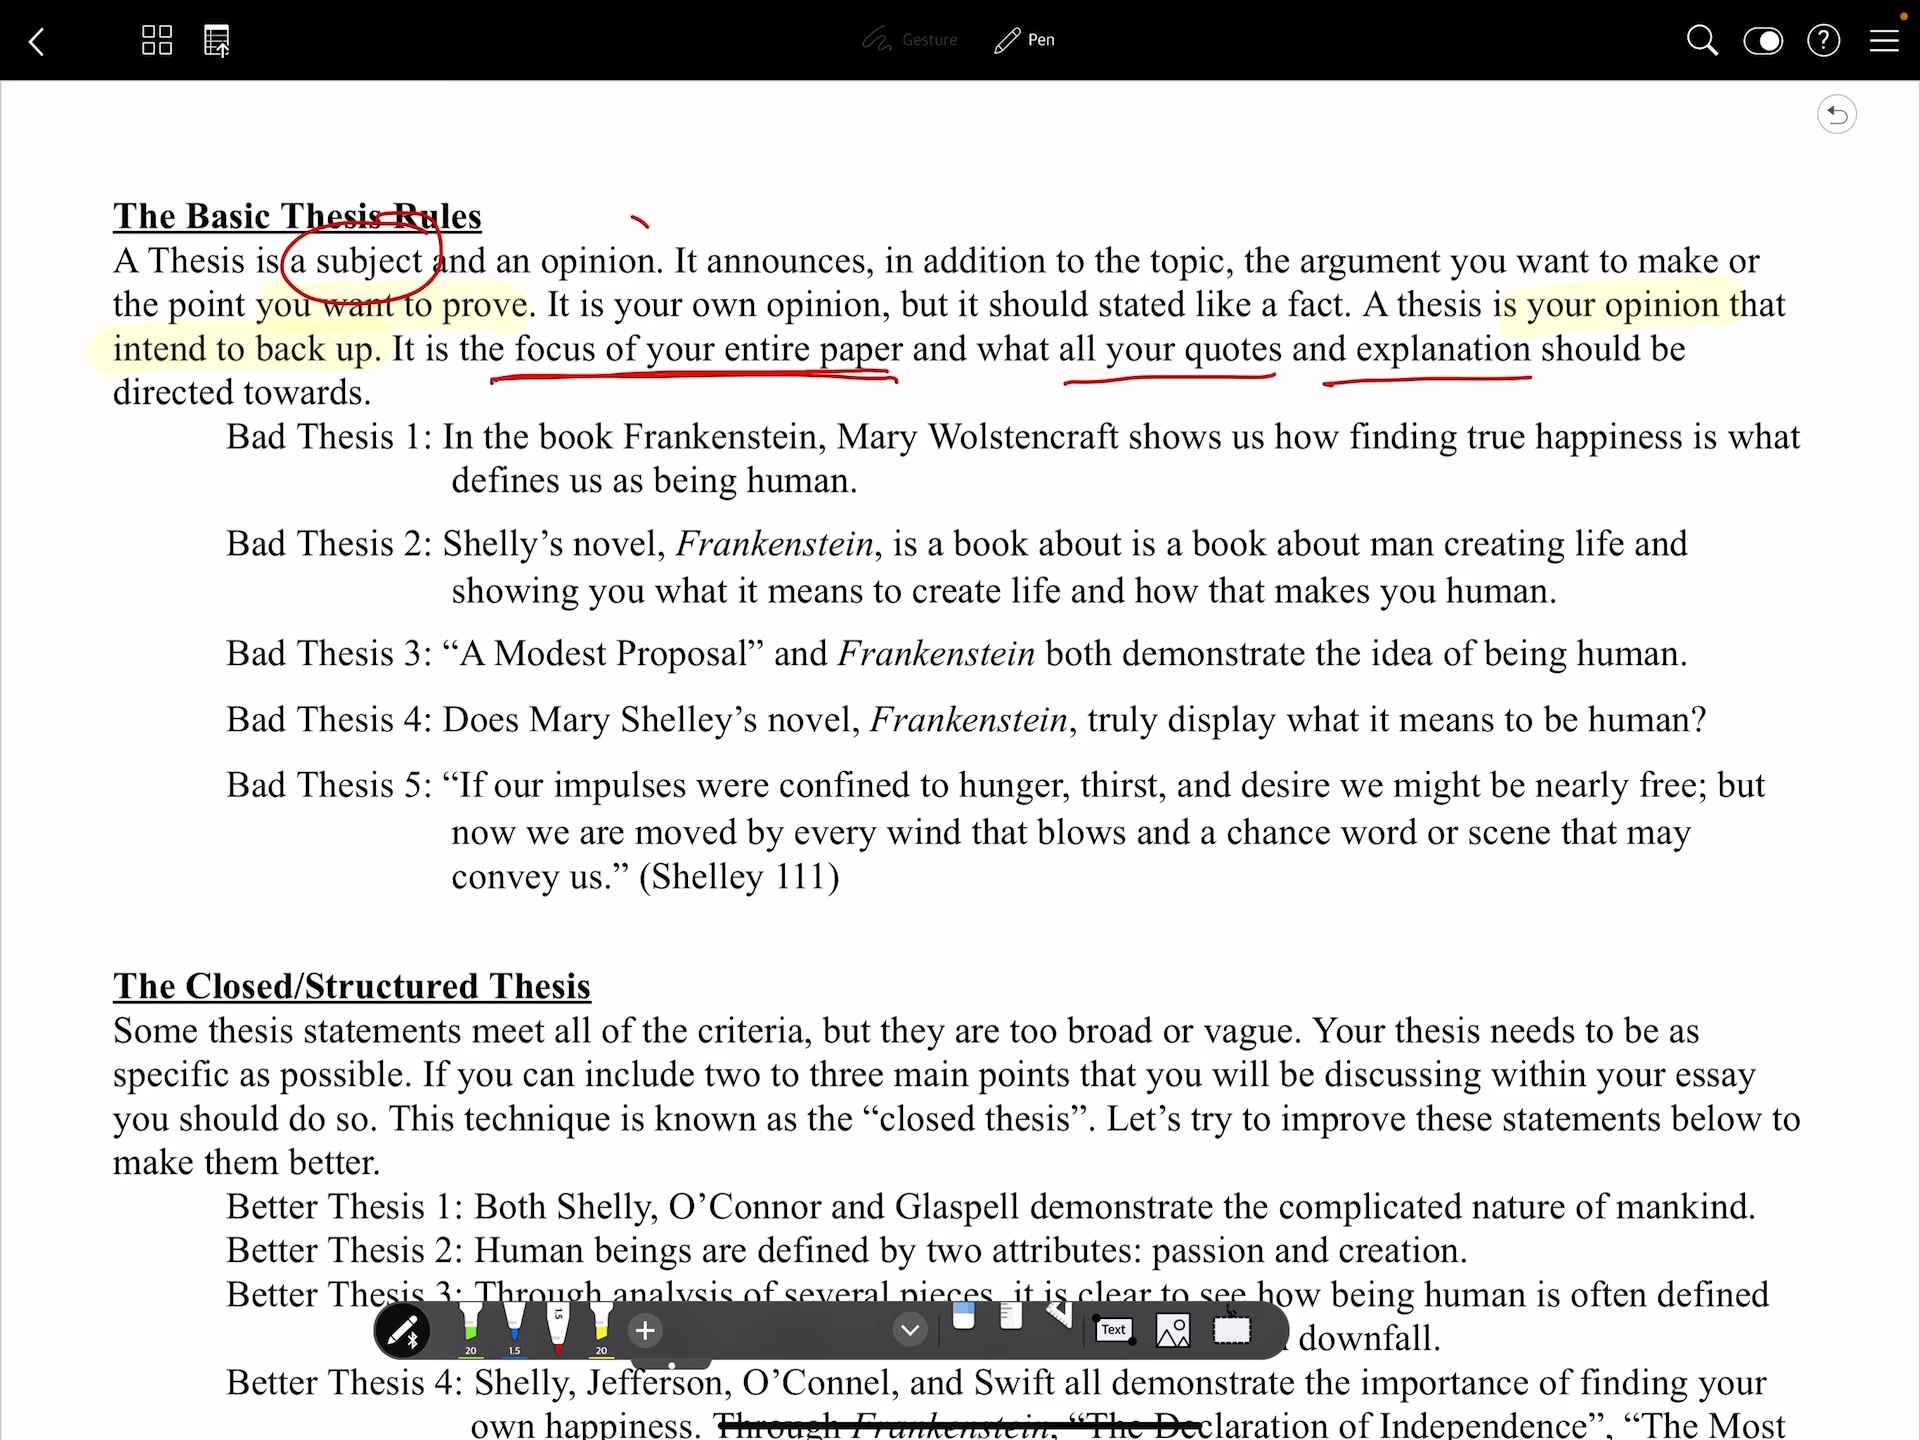 Gesture Pen
The Basic Thesis Rules
A Thesis is a subject and an opinion. It announces, in addition to the topic, the argument you want to make or
the point you want to prove. It is your own opinion, but it should stated like a fact. A thesis is your opinion that
intend to back up. It is the focus of your entire paper and what all your quotes and explanation should be
directed towards.
Bad Thesis 1: In the book Frankenstein, Mary Wolstencraft shows us how finding true happiness is what
defines us as being human.
Bad Thesis 2: Shelly’s novel, Frankenstein, is a book about is a book about man creating life and
showing you what it means to create life and how that makes you human.
Bad Thesis 3: “A Modest Proposal” and Frankenstein both demonstrate the idea of being human.
Bad Thesis 4: Does Mary Shelley’s novel, Frankenstein, truly display what it means to be human?
Bad Thesis 5: “If our impulses were confined to hunger, thirst, and desire we might be nearly free; but
now we are moved by every wind that blows and a chance word or scene that may
convey us.” (Shelley 111)
The Closed/Structured Thesis
Some thesis statements meet all of the criteria, but they are too broad or vague. Your thesis needs to be as
specific as possible. If you can include two to three main points that you will be discussing within your essay
you should do so. This technique is known as the “closed thesis”. Let’s try to improve these statements below to
make them better.
Better Thesis 1: Both Shelly, O’Connor and Glaspell demonstrate the complicated nature of mankind.
Better Thesis 2: Human beings are defined by two attributes: passion and creation.
Better Thesis 3: Through analysis of several pieces, it is clear to see how being human is often defined
downfall.
20 1.5 1.5 20 Text
Better Thesis 4: Shelly, Jefferson, O’Connel, and Swift all demonstrate the importance of finding your
own happiness. Through Frankenstein, “The Declaration of Independence”, “The Most